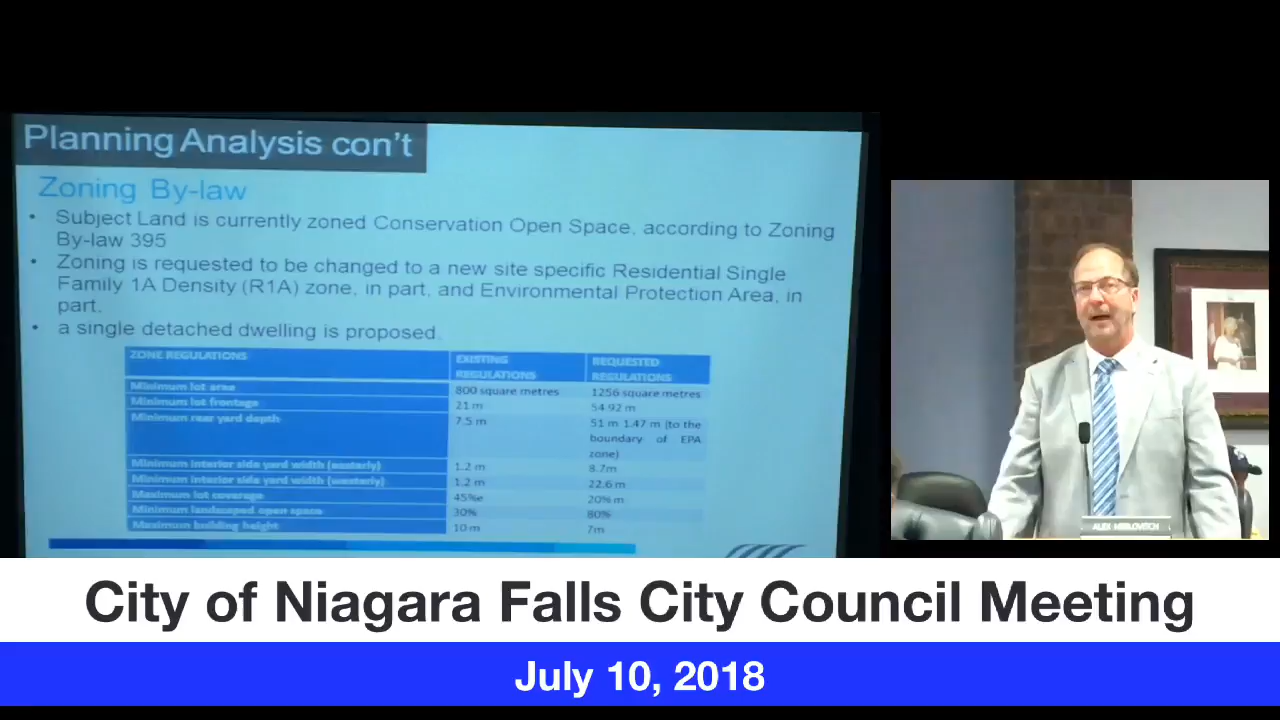 Planning Analysis con't
Zoning By-law
• Subject Land is currently zoned Conservation Open Space, according to Zoning
By-law 395
• Zoning is requested to be changed to a new site specific Residential Single
Family 1A Density (R1A) zone, in part, and Environmental Protection Area, in
part.
• a single detached dwelling is proposed.
ZONE REGULATIONS EXISTING REGULATIONS REQUESTED REGULATIONS
Minimum lot area 800 square metres 1256 square metres
Minimum lot frontage 21 m 54.92 m
Minimum rear yard depth 7.5 m 51 m 1.47 m (to the
boundary of EPA
zone)
Minimum interior side yard width (easterly) 1.2 m 8.7m
Minimum interior side yard width (westerly) 1.2 m 22.6 m
Maximum lot coverage 45% 20% m
Minimum landscaped open space 30% 80%
Maximum building height 10 m 7m
ALEX
City of Niagara Falls City Council Meeting
July 10, 2018